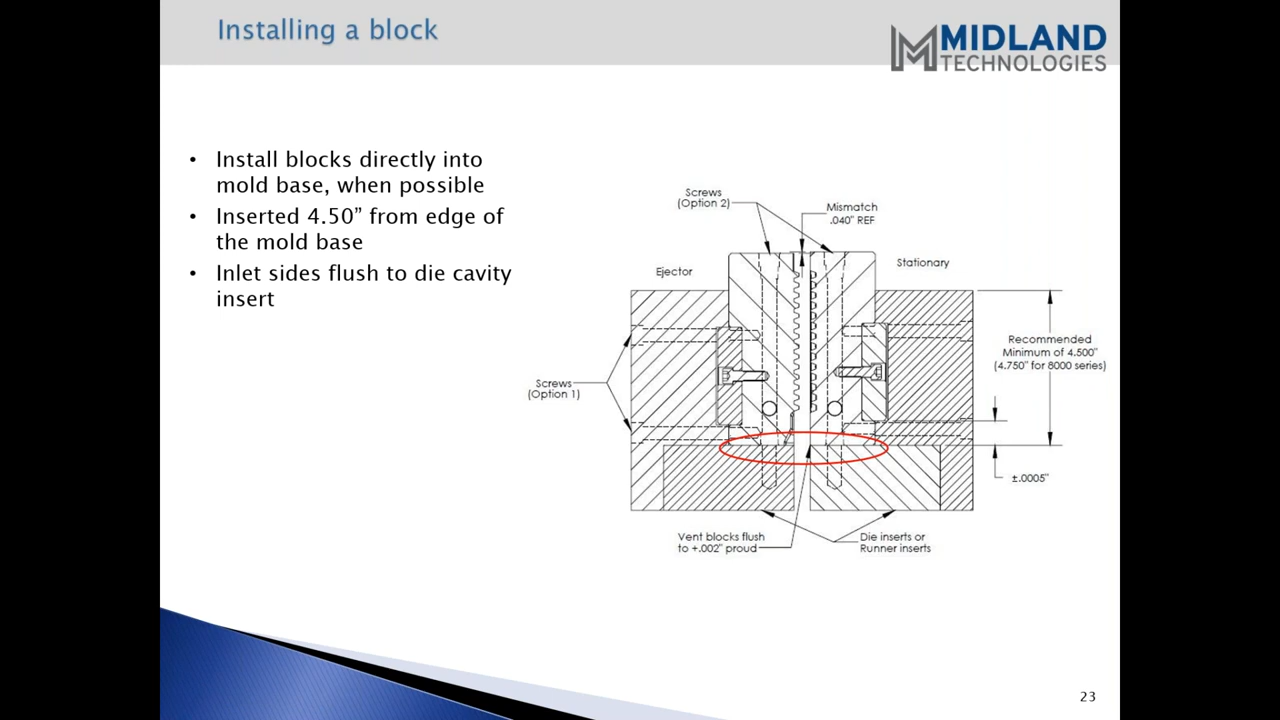 Installing a block
MIDLAND
TECHNOLOGIES
• Install blocks directly into
mold base, when possible
• Inserted 4.50” from edge of
the mold base
• Inlet sides flush to die cavity
insert
Screws
(Option 2)
Mismatch
.040" REF
Ejector
Stationary
Recommended
Minimum of 4.500"
(4.750" for 8000 series)
Screws
(Option 1)
±.0005"
Vent blocks flush
to +.002" proud
Die inserts or
Runner inserts
23